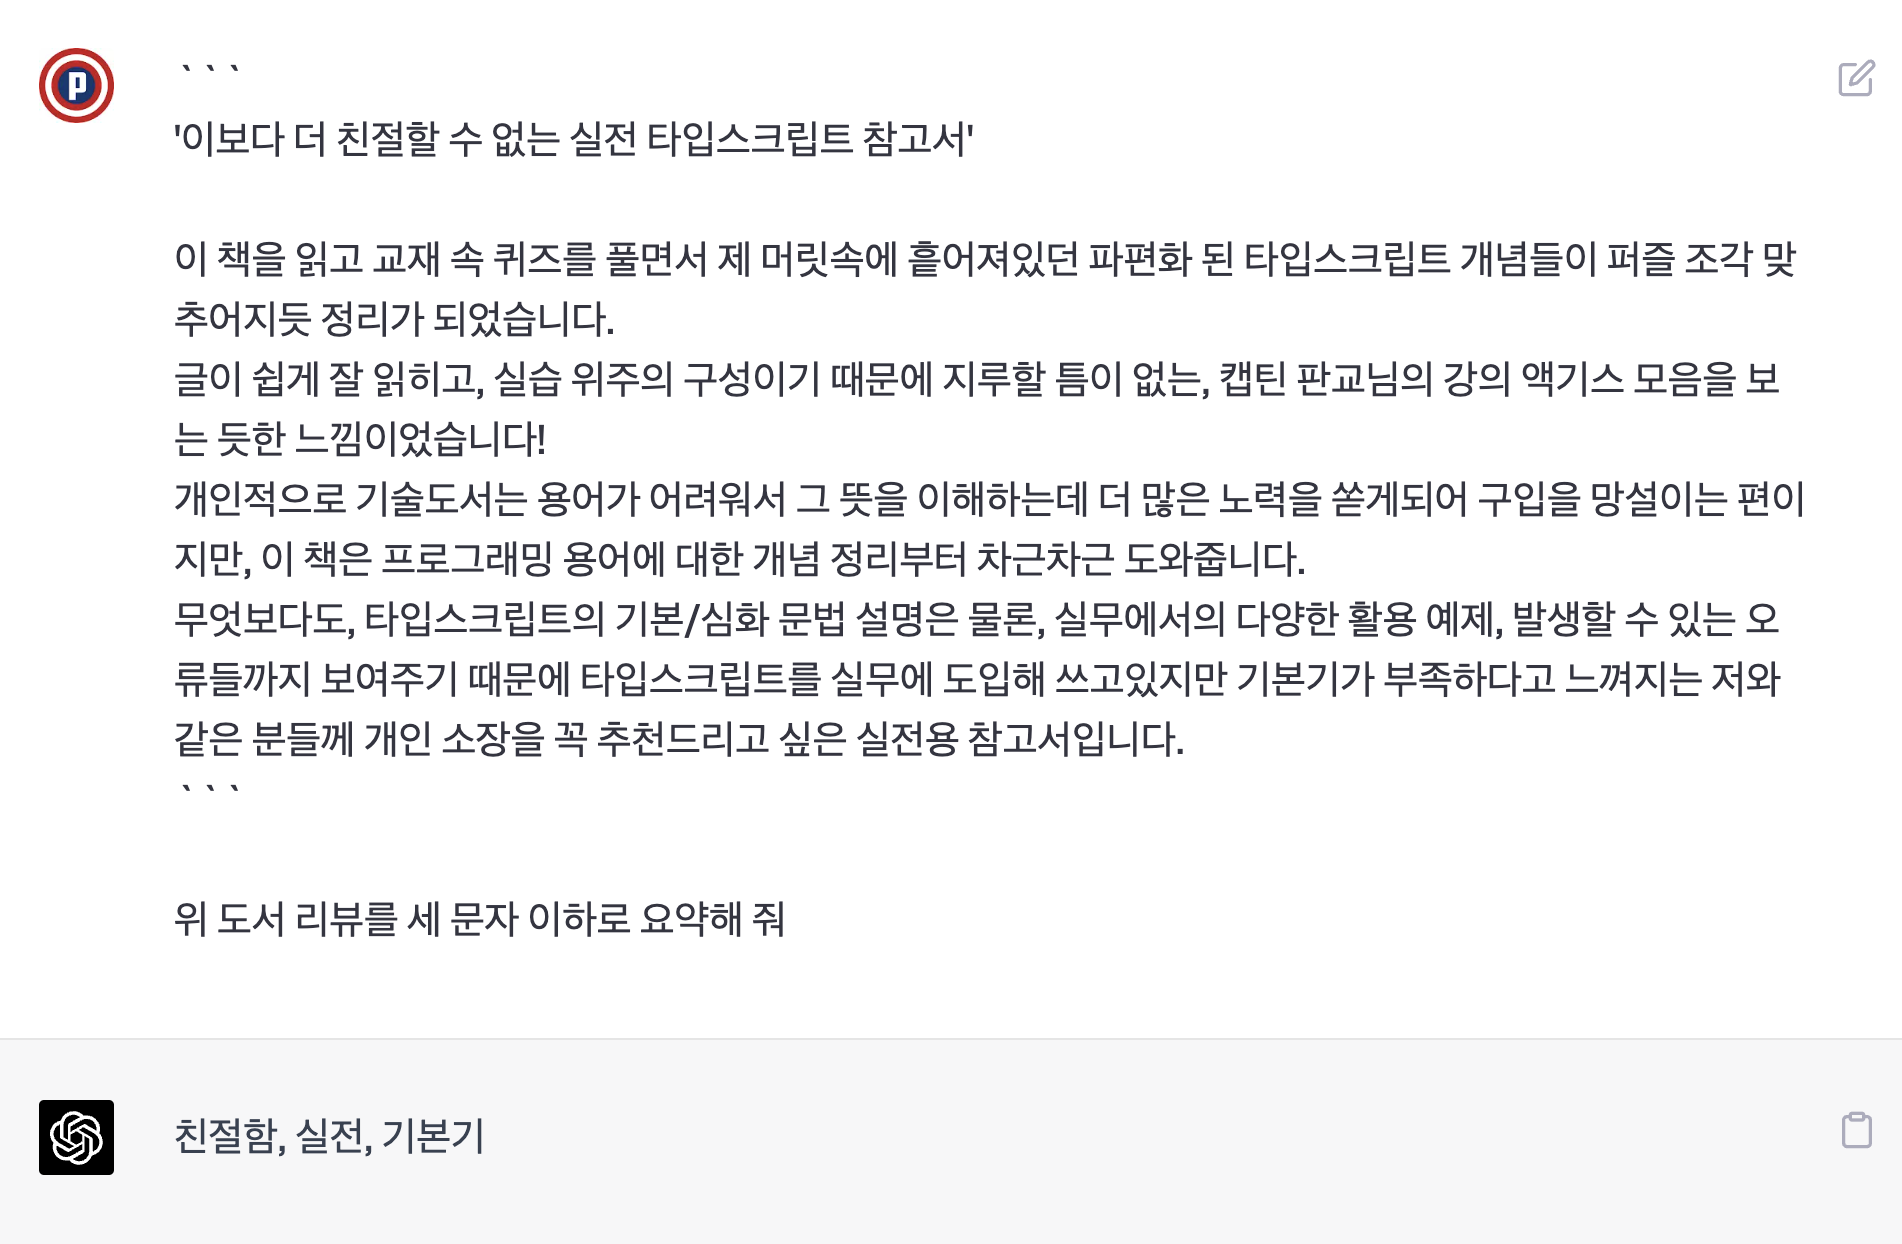 P
```
'이보다 더 친절할 수 없는 실전 타입스크립트 참고서'
이 책을 읽고 교재 속 퀴즈를 풀면서 제 머릿속에 흩어져있던 파편화 된 타입스크립트 개념들이 퍼즐 조각 맞
추어지듯 정리가 되었습니다.
글이 쉽게 잘 읽히고, 실습 위주의 구성이기 때문에 지루할 틈이 없는, 캡틴 판교님의 강의 액기스 모음을 보
는 듯한 느낌이었습니다!
개인적으로 기술도서는 용어가 어려워서 그 뜻을 이해하는데 더 많은 노력을 쏟게되어 구입을 망설이는 편이
지만, 이 책은 프로그래밍 용어에 대한 개념 정리부터 차근차근 도와줍니다.
무엇보다도, 타입스크립트의 기본/심화 문법 설명은 물론, 실무에서의 다양한 활용 예제, 발생할 수 있는 오
류들까지 보여주기 때문에 타입스크립트를 실무에 도입해 쓰고있지만 기본기가 부족하다고 느껴지는 저와
같은 분들께 개인 소장을 꼭 추천드리고 싶은 실전용 참고서입니다.
```
위 도서 리뷰를 세 문자 이하로 요약해 줘
친절함, 실전, 기본기